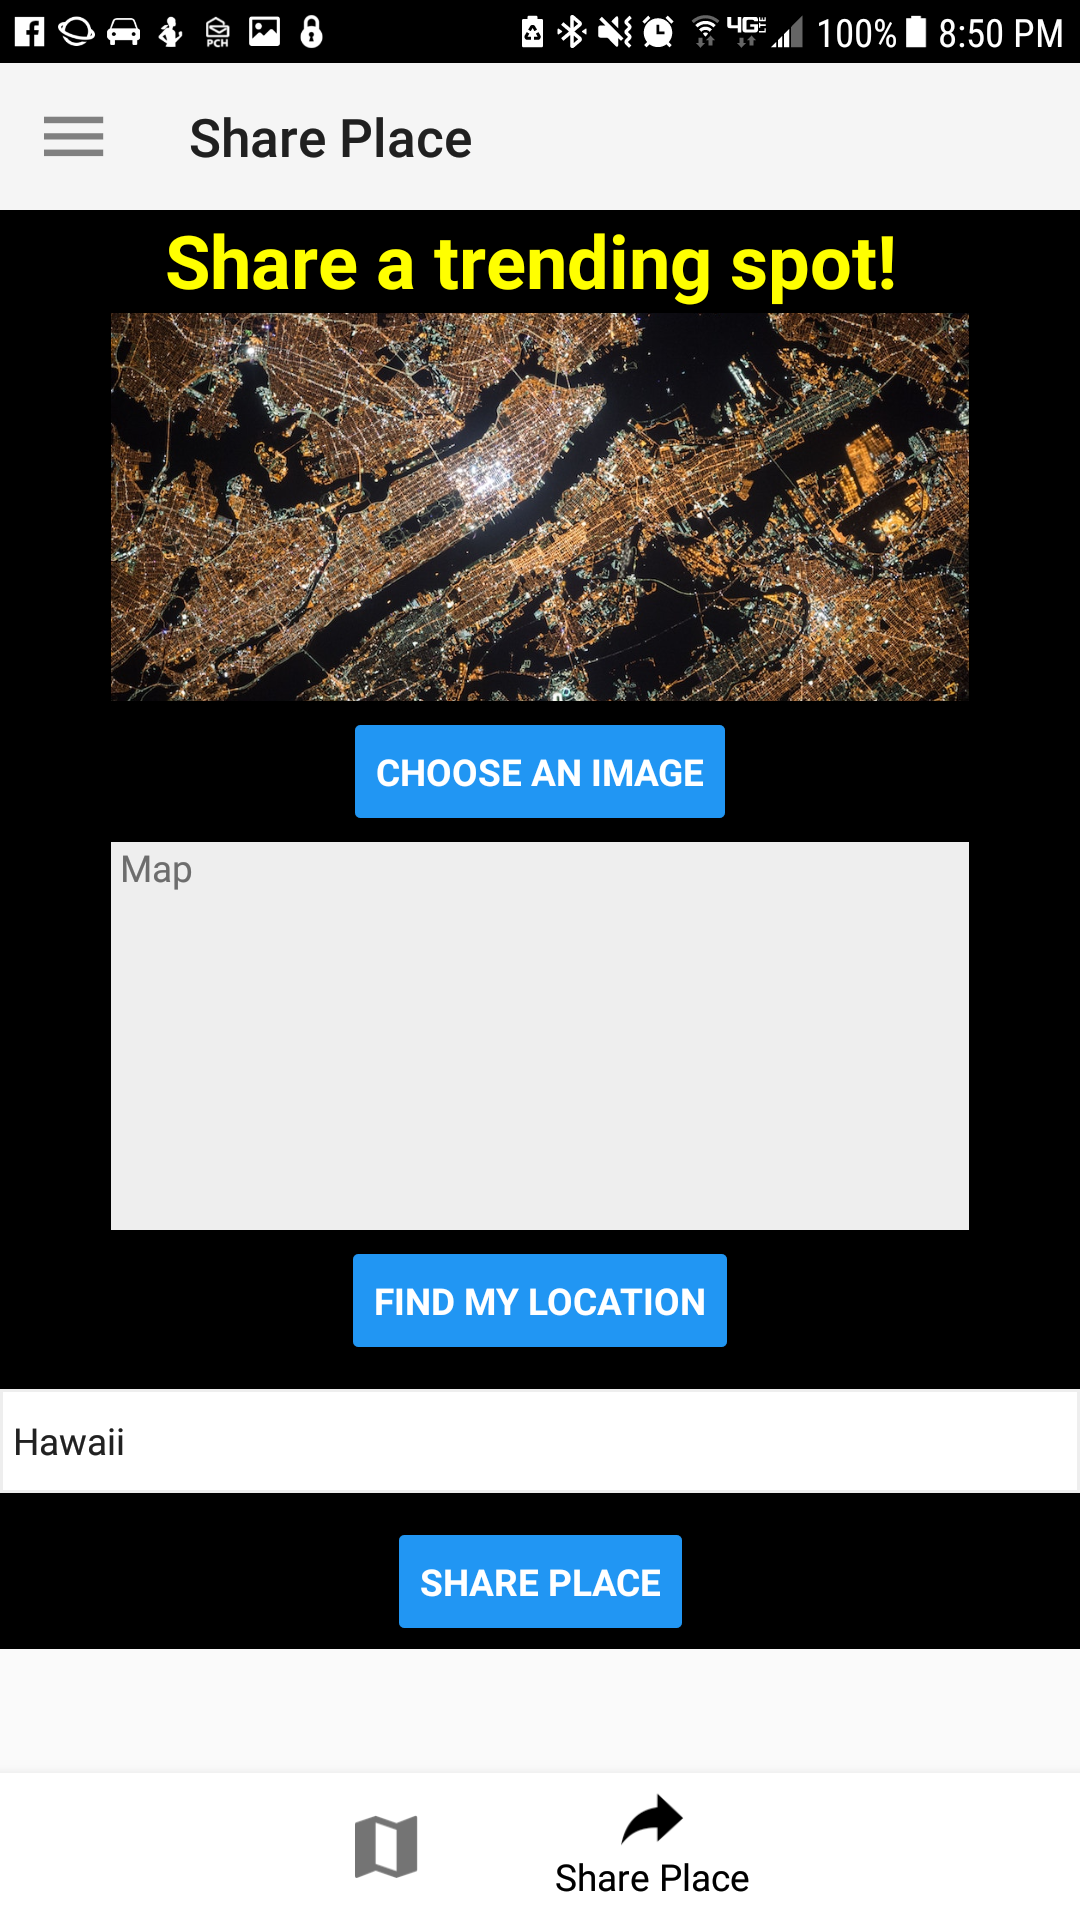 PCH 4G LTE 100% 8:50 PM
Share Place
Share a trending spot!
CHOOSE AN IMAGE
Map
FIND MY LOCATION
Hawaii
SHARE PLACE
Share Place